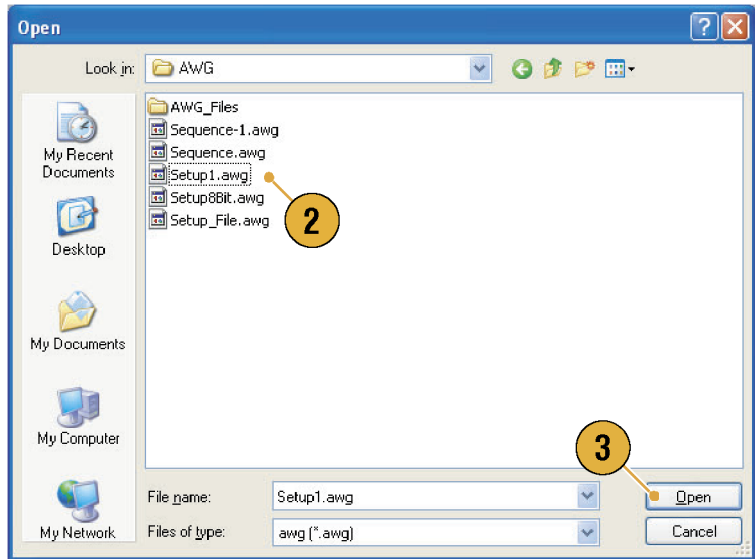 Open
Look in:
AWG
My Recent
Documents
Desktop
My Documents
My Computer
My Network
AWG_Files
Sequence-1.awg
Sequence.awg
Setup1.awg
Setup8Bit.awg
Setup_File.awg
2
3
File name:
Setup1.awg
Open
Files of type:
awg (*.awg)
Cancel